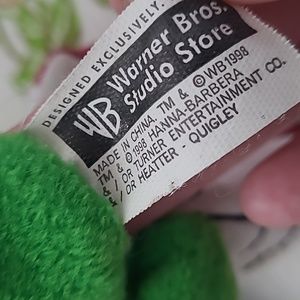 DESIGNED EXCLUSIVELY.
WB Warner Bros.
Studio Store
MADE IN CHINA, TM & ©WB1998
TM & ©1998 HANNA-BARBERA
& / OR TURNER ENTERTAINMENT CO.
& / OR HEATTER - QUIGLEY